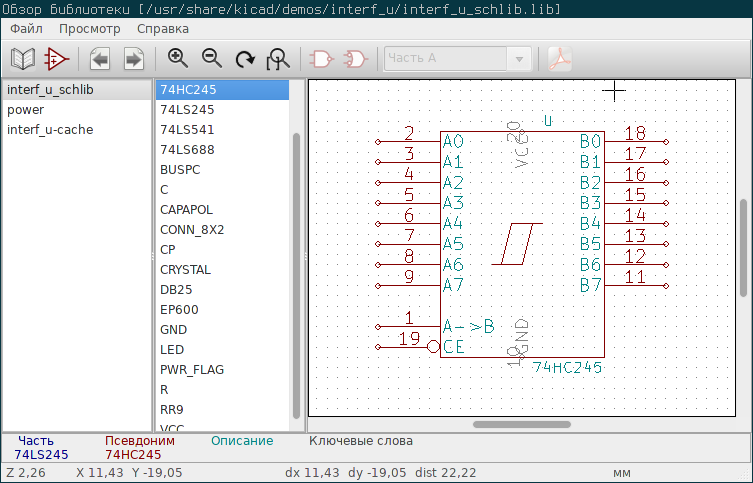 Обзор библиотеки [/usr/share/kicad/demos/interf_u/interf_u_schlib.lib]
Файл Просмотр Справка
Часть A
interf_u_schlib
power
interf_u-cache
74HC245
74LS245
74LS541
74LS688
BUSPC
C
CAPAPOL
CONN_8X2
CP
CRYSTAL
DB25
EP600
GND
LED
PWR_FLAG
R
RR9
VCC
U
20
VCC
2 A0 B0 18
3 A1 B1 17
4 A2 B2 16
5 A3 B3 15
6 A4 B4 14
7 A5 B5 13
8 A6 B6 12
9 A7 B7 11
1 A->B
19 CE
GND
10
74HC245
Часть Псевдоним Описание Ключевые слова
74LS245 74HC245
Z 2,26 X 11,43 Y -19,05 dx 11,43 dy -19,05 dist 22,22 мм